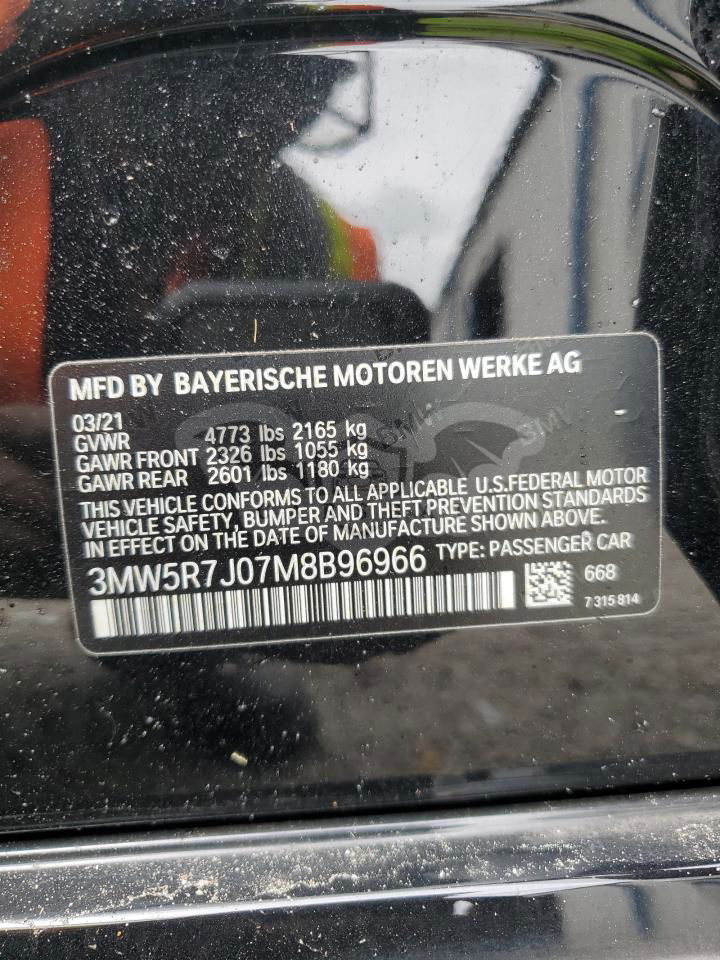 MFD BY BAYERISCHE MOTOREN WERKE AG
03/21
GVWR 4773 lbs 2165 kg
GAWR FRONT 2326 lbs 1055 kg
GAWR REAR 2601 lbs 1180 kg
THIS VEHICLE CONFORMS TO ALL APPLICABLE U.S.FEDERAL MOTOR
VEHICLE SAFETY, BUMPER AND THEFT PREVENTION STANDARDS
IN EFFECT ON THE DATE OF MANUFACTURE SHOWN ABOVE.
3MW5R7J07M8B96966 TYPE: PASSENGER CAR
668
7 315 814